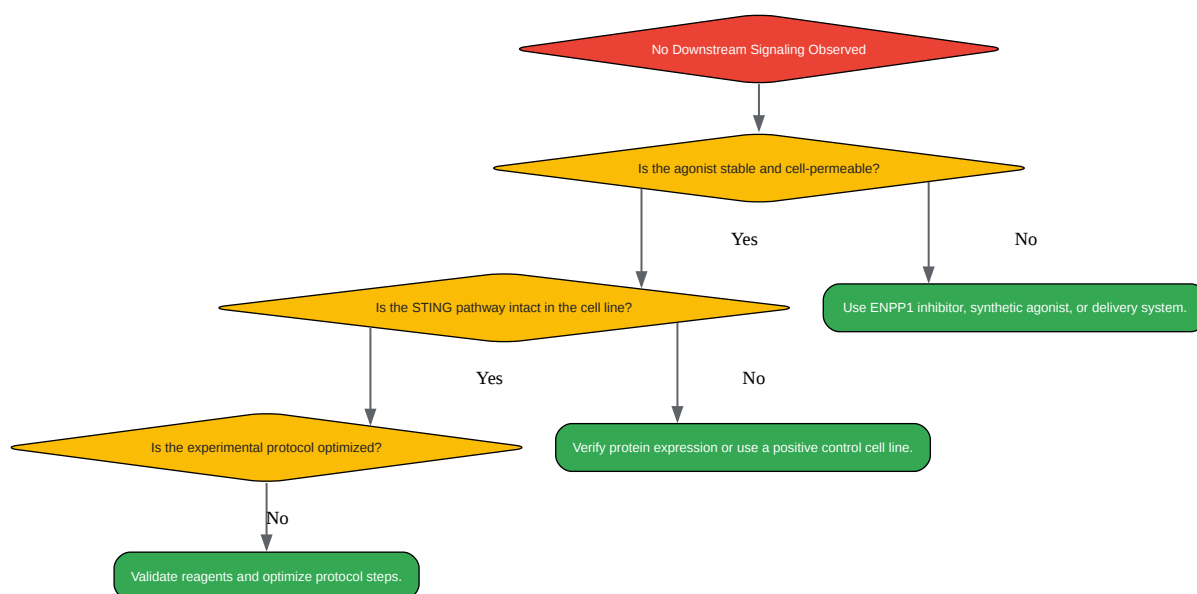 No Downstream Signaling Observed
Is the agonist stable and cell-permeable?
Yes
No
Is the STING pathway intact in the cell line?
Use ENPP1 inhibitor, synthetic agonist, or delivery system.
Yes
No
Is the experimental protocol optimized?
Verify protein expression or use a positive control cell line.
No
Validate reagents and optimize protocol steps.